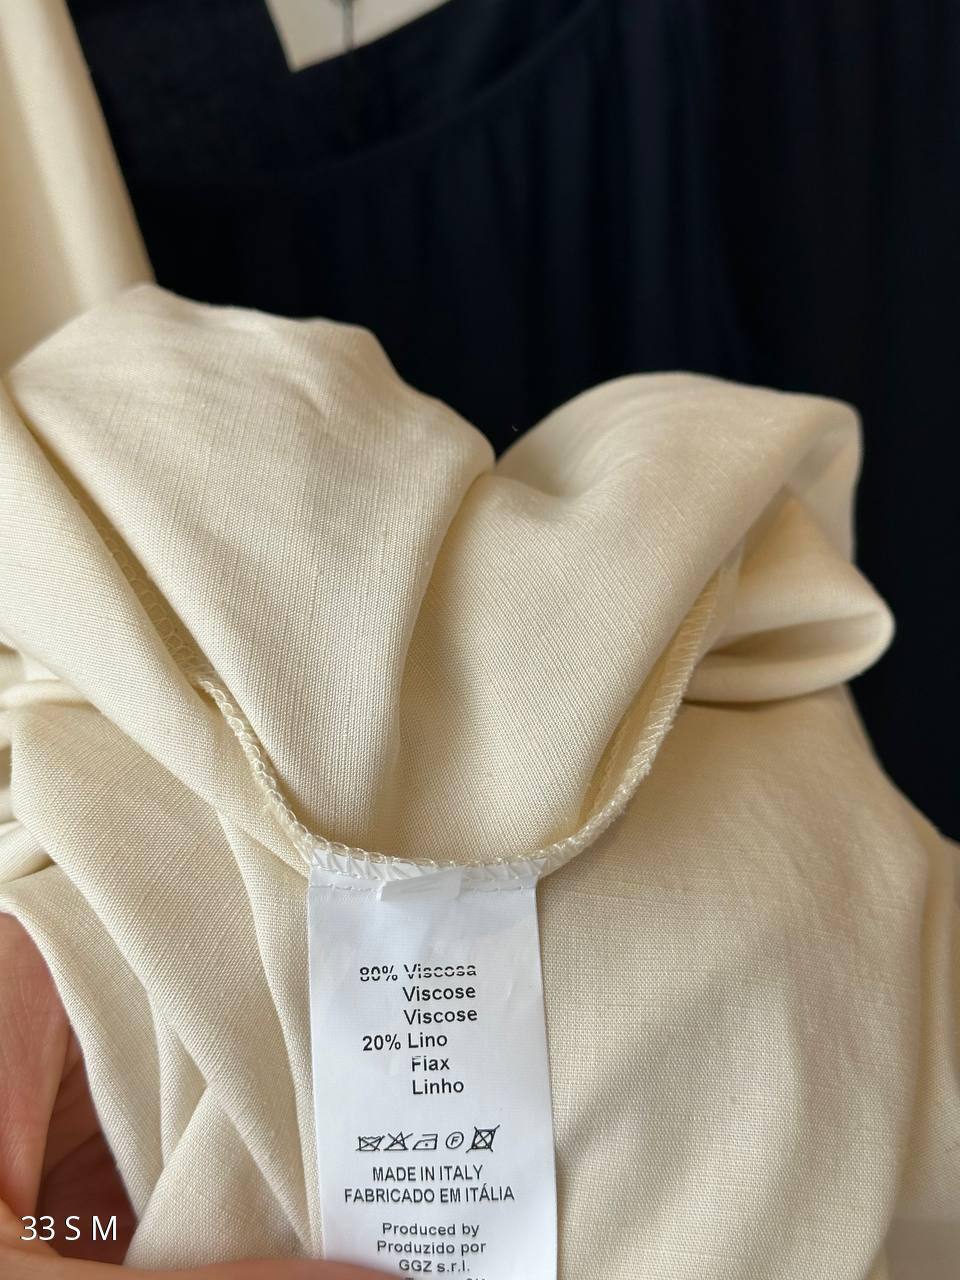 80% Viscosa
Viscose
Viscose
20% Lino
Flax
Linho
MADE IN ITALY
FABRICADO EM ITÁLIA
Produced by
Produzido por
GGZ s.r.l.
33 S M